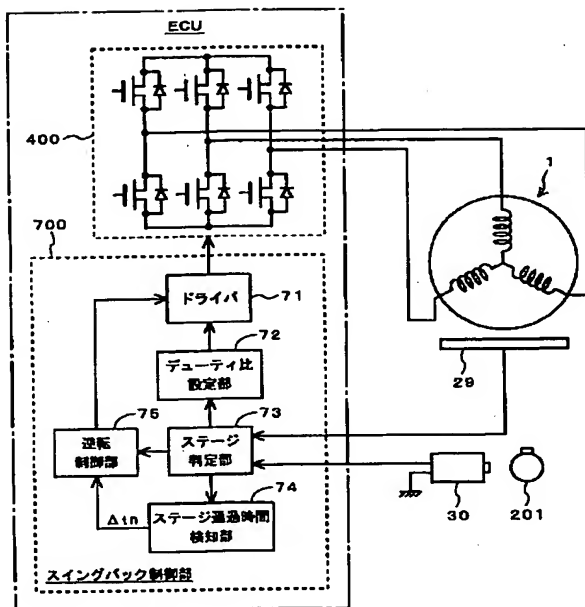 ECU
400
1
700
ドライバ
71
72
デューティ比
設定部
29
75
73
逆転
制御部
ステージ
判定部
74
30
201
Δtn
ステージ通過時間
検知部
スイングバック制御部